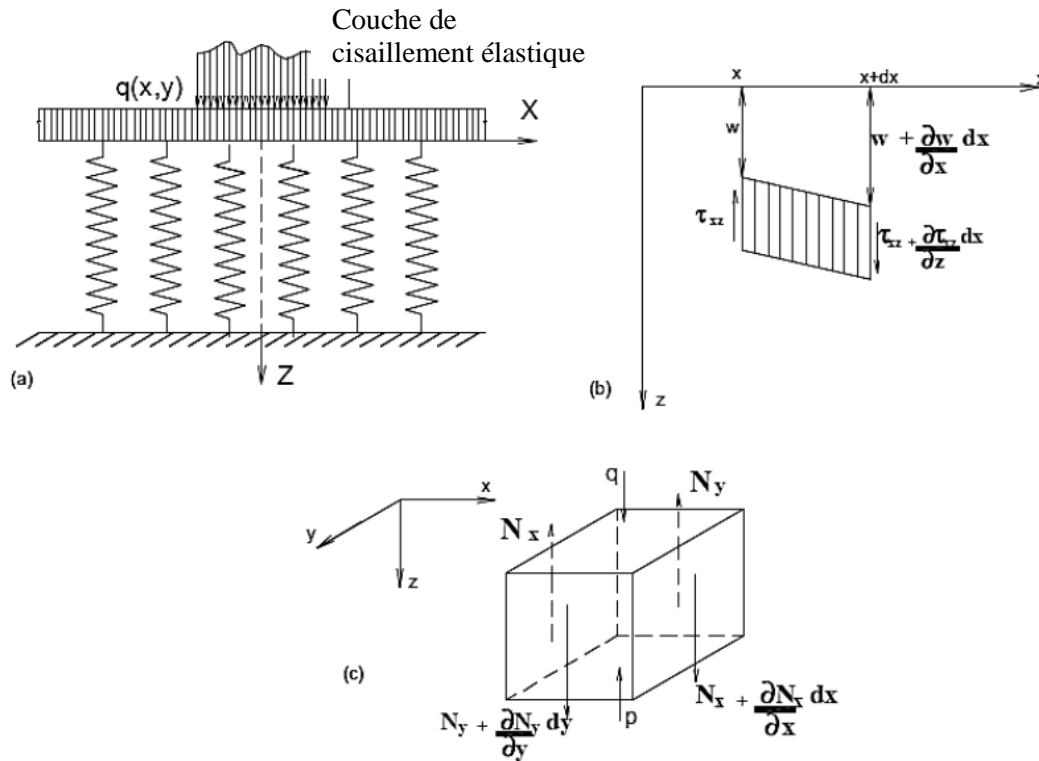 Couche de
cisaillement élastique
q(x,y)
X
Z
(a)
x
x+dx
w
w + ∂w/∂x dx
τxz
τxz + ∂τxz/∂z dx
z
(b)
x
y
z
q
Ny
Nx
(c)
p
Nx + ∂Nx/∂x dx
Ny + ∂Ny/∂y dy